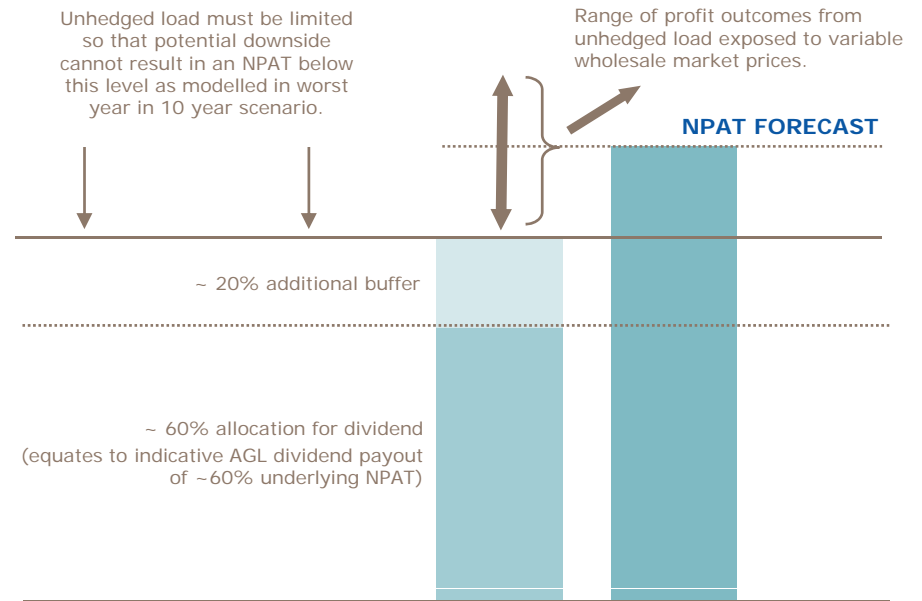 Unhedged load must be limited
so that potential downside
cannot result in an NPAT below
this level as modelled in worst
year in 10 year scenario.
Range of profit outcomes from
unhedged load exposed to variable
wholesale market prices.
NPAT FORECAST
~ 20% additional buffer
~ 60% allocation for dividend
(equates to indicative AGL dividend payout
of ~60% underlying NPAT)